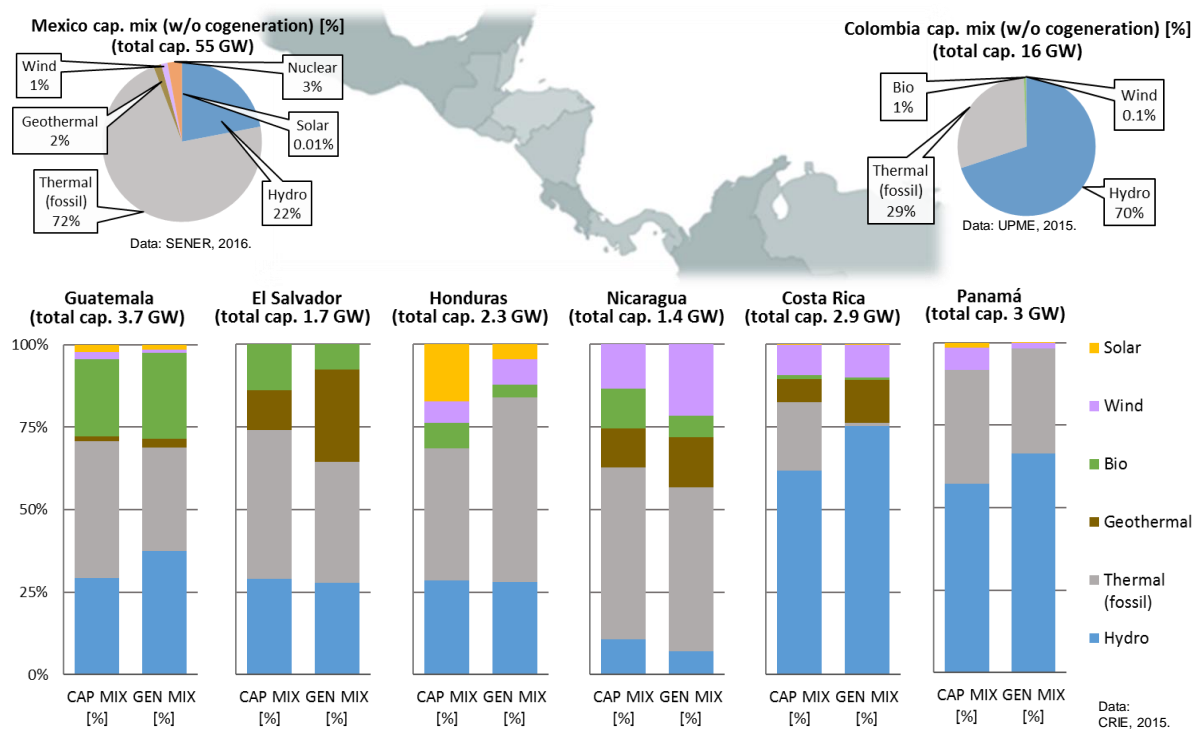 Mexico cap. mix (w/o cogeneration) [%]
(total cap. 55 GW)
Wind
1%
Nuclear
3%
Geothermal
2%
Solar
0.01%
Thermal
(fossil)
72%
Hydro
22%
Data: SENER, 2016.
Colombia cap. mix (w/o cogeneration) [%]
(total cap. 16 GW)
Bio
1%
Wind
0.1%
Thermal
(fossil)
29%
Hydro
70%
Data: UPME, 2015.
Guatemala
(total cap. 3.7 GW)
El Salvador
(total cap. 1.7 GW)
Honduras
(total cap. 2.3 GW)
Nicaragua
(total cap. 1.4 GW)
Costa Rica
(total cap. 2.9 GW)
Panamá
(total cap. 3 GW)
100%
75%
50%
25%
0%
CAP MIX
[%]
GEN MIX
[%]
CAP MIX
[%]
GEN MIX
[%]
CAP MIX
[%]
GEN MIX
[%]
CAP MIX
[%]
GEN MIX
[%]
CAP MIX
[%]
GEN MIX
[%]
CAP MIX
[%]
GEN MIX
[%]
Solar
Wind
Bio
Geothermal
Thermal
(fossil)
Hydro
Data:
CRIE, 2015.